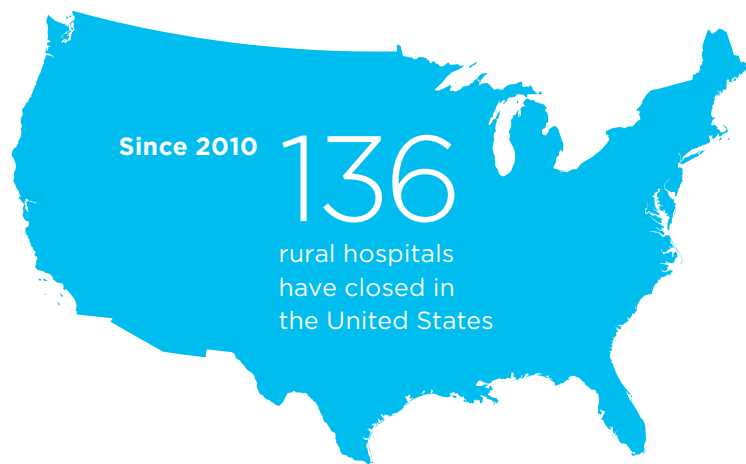 Since 2010
136
rural hospitals
have closed in
the United States